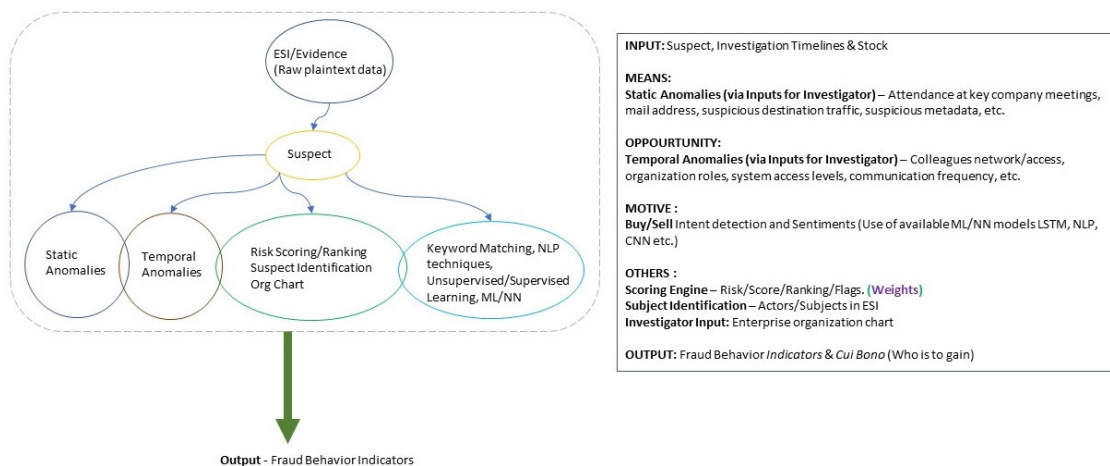 ESI/Evidence
(Raw plaintext data)
Suspect
Static
Anomalies
Temporal
Anomalies
Risk Scoring/Ranking
Suspect Identification
Org Chart
Keyword Matching, NLP
techniques,
Unsupervised/Supervised
Learning, ML/NN
Output - Fraud Behavior Indicators
INPUT: Suspect, Investigation Timelines & Stock
MEANS:
Static Anomalies (via Inputs for Investigator) – Attendance at key company meetings,
mail address, suspicious destination traffic, suspicious metadata, etc.
OPPOURTUNITY:
Temporal Anomalies (via Inputs for Investigator) – Colleagues network/access,
organization roles, system access levels, communication frequency, etc.
MOTIVE :
Buy/Sell Intent detection and Sentiments (Use of available ML/NN models LSTM, NLP,
CNN etc.)
OTHERS :
Scoring Engine – Risk/Score/Ranking/Flags. (Weights)
Subject Identification – Actors/Subjects in ESI
Investigator Input: Enterprise organization chart
OUTPUT: Fraud Behavior Indicators & Cui Bono (Who is to gain)